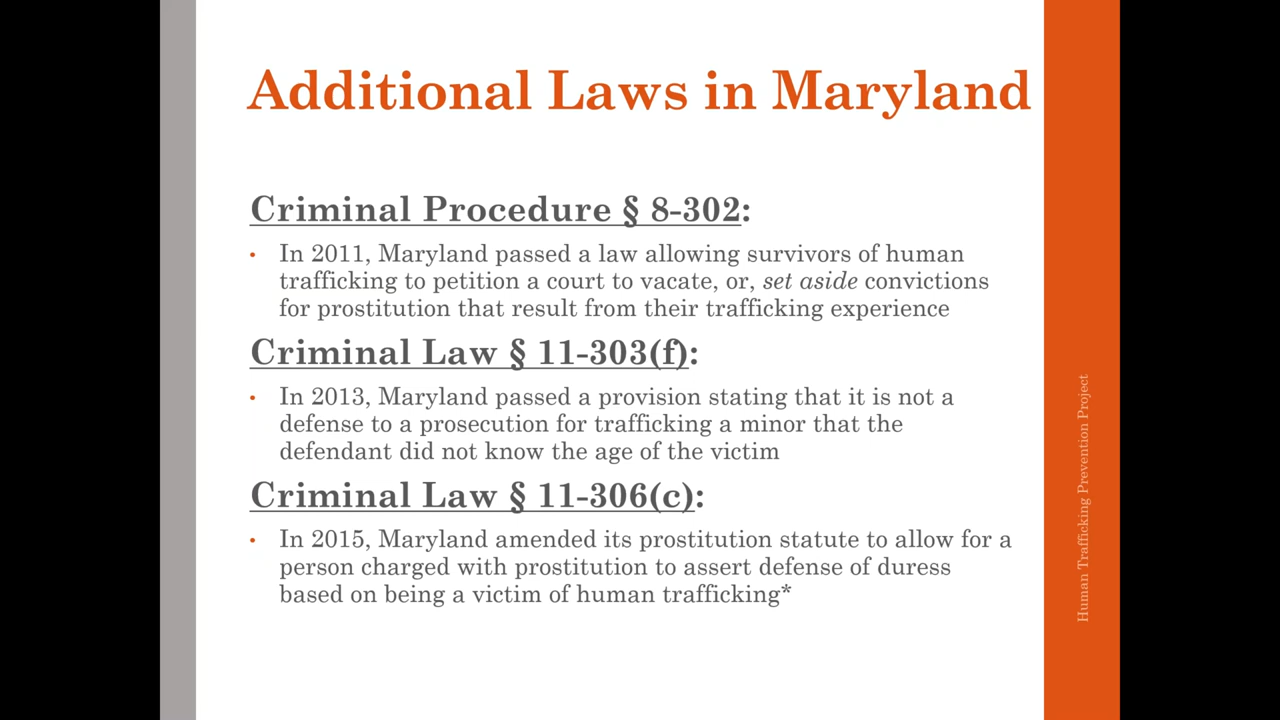 Additional Laws in Maryland
Criminal Procedure § 8-302:
• In 2011, Maryland passed a law allowing survivors of human
trafficking to petition a court to vacate, or, set aside convictions
for prostitution that result from their trafficking experience
Criminal Law § 11-303(f):
• In 2013, Maryland passed a provision stating that it is not a
defense to a prosecution for trafficking a minor that the
defendant did not know the age of the victim
Criminal Law § 11-306(c):
• In 2015, Maryland amended its prostitution statute to allow for a
person charged with prostitution to assert defense of duress
based on being a victim of human trafficking*
Human Trafficking Prevention Project